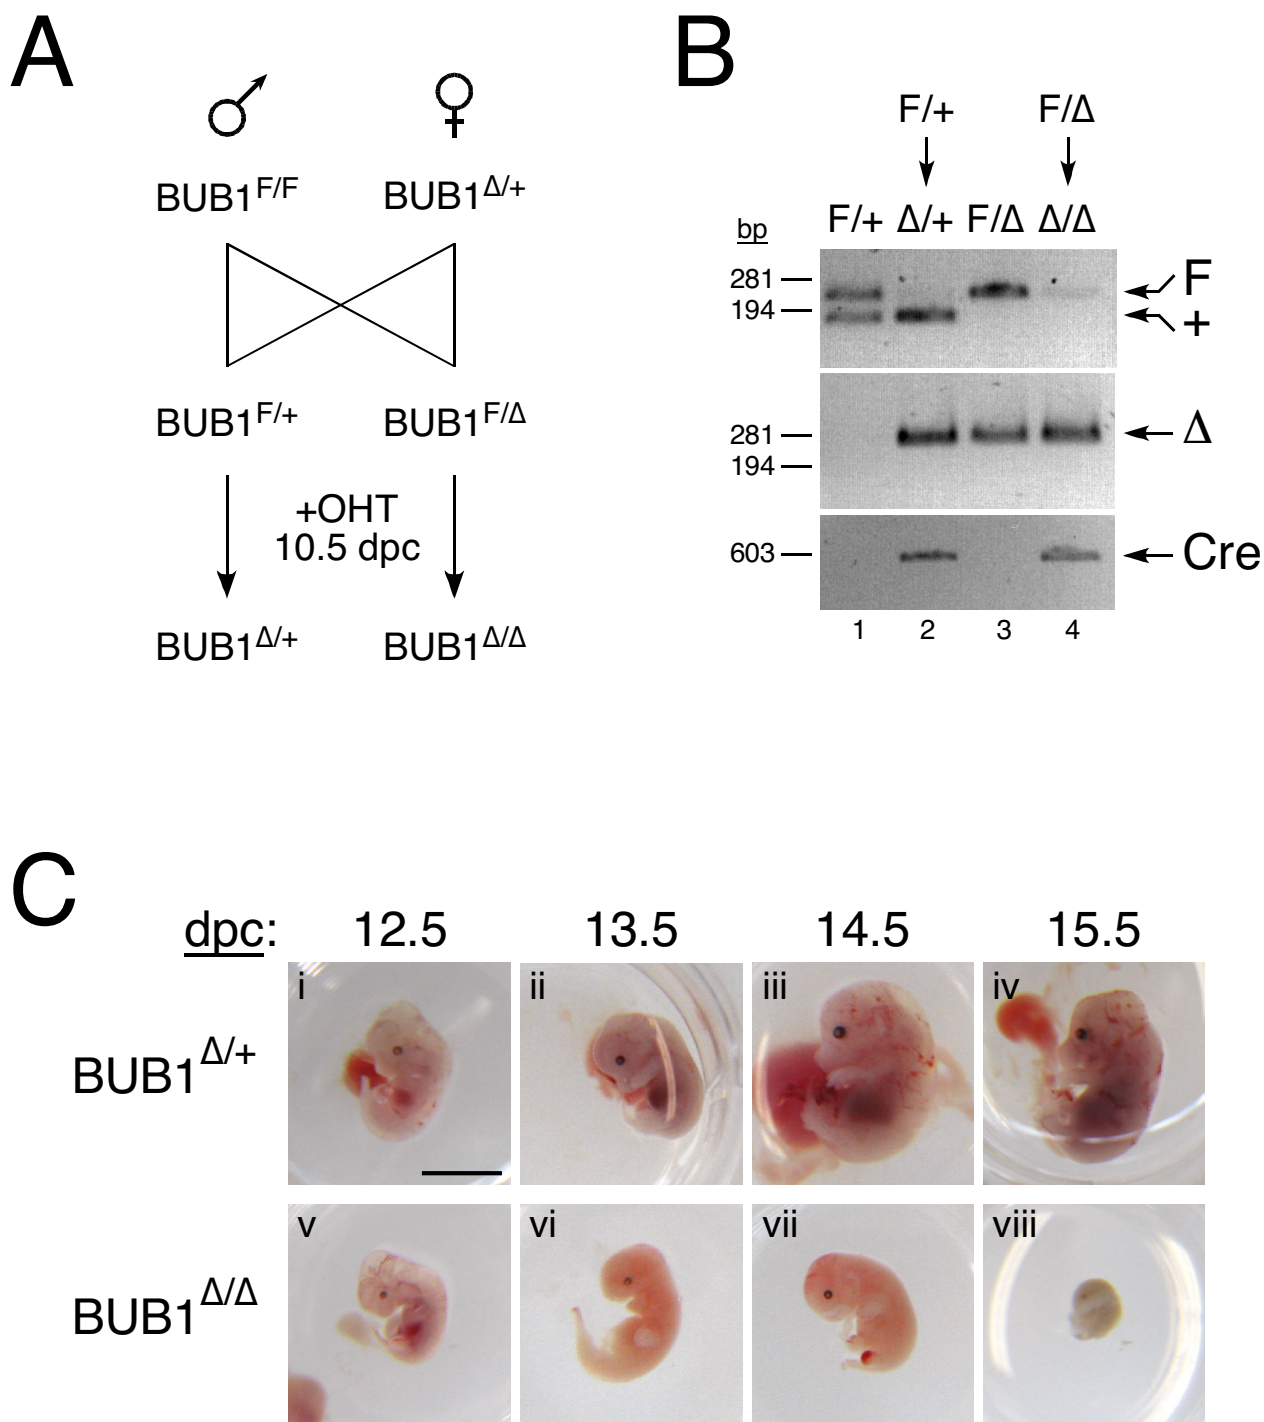 A
♂ ♀
BUB1F/F BUB1Δ/+
BUB1F/+ BUB1F/Δ
+OHT
10.5 dpc
BUB1Δ/+ BUB1Δ/Δ
B
F/+ F/Δ
bp F/+ Δ/+ F/Δ Δ/Δ
281 F
194 +
281 Δ
194
603 Cre
1 2 3 4
C
dpc: 12.5 13.5 14.5 15.5
i ii iii iv
BUB1Δ/+
v vi vii viii
BUB1Δ/Δ